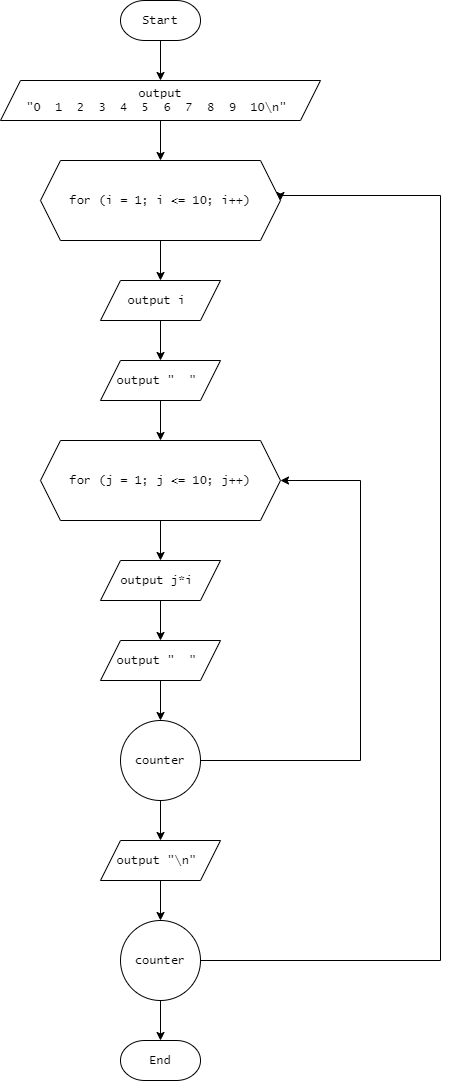 Start
output
"0  1  2  3  4  5  6  7  8  9  10\n"
for (i = 1; i <= 10; i++)
output i
output "  "
for (j = 1; j <= 10; j++)
output j*i
output "  "
counter
output "\n"
counter
End